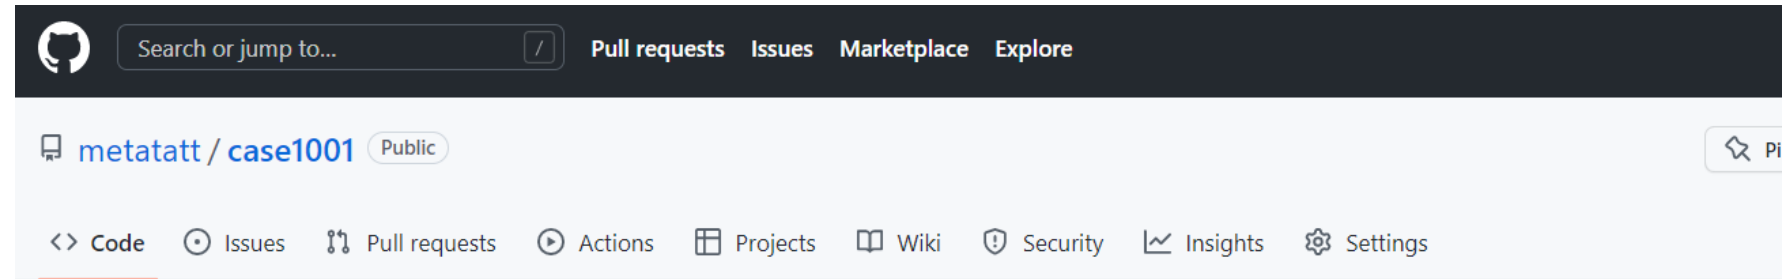 Search or jump to... / Pull requests Issues Marketplace Explore
metatatt / case1001 Public Pi
<> Code Issues Pull requests Actions Projects Wiki Security Insights Settings